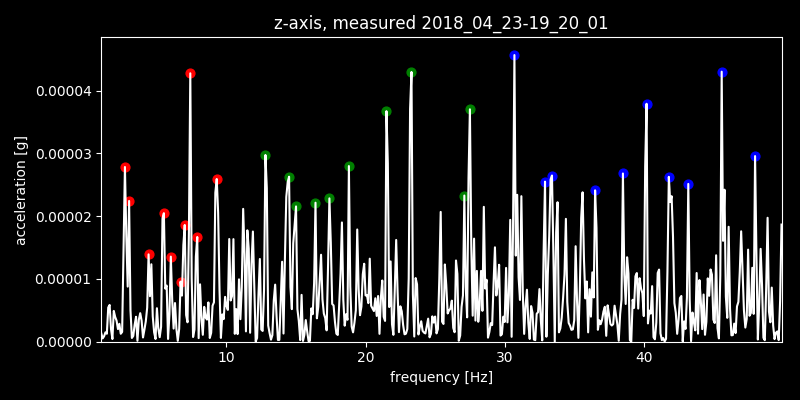 z-axis, measured 2018_04_23-19_20_01
0.00004
0.00003
0.00002
0.00001
0.00000
acceleration [g]
10 20 30 40
frequency [Hz]